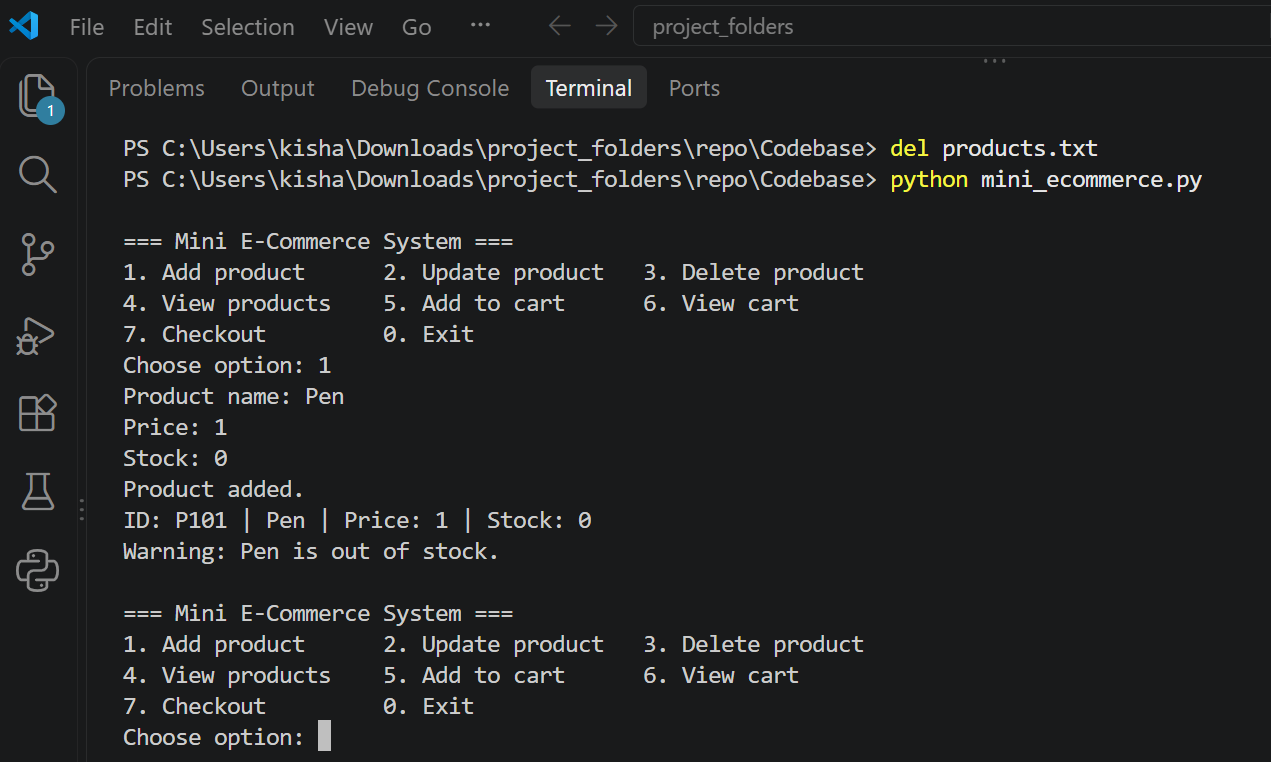 File Edit Selection View Go ... project_folders
1
Problems Output Debug Console Terminal Ports
PS C:\Users\kisha\Downloads\project_folders\repo\Codebase> del products.txt
PS C:\Users\kisha\Downloads\project_folders\repo\Codebase> python mini_ecommerce.py
=== Mini E-Commerce System ===
1. Add product      2. Update product   3. Delete product
4. View products    5. Add to cart      6. View cart
7. Checkout         0. Exit
Choose option: 1
Product name: Pen
Price: 1
Stock: 0
Product added.
ID: P101 | Pen | Price: 1 | Stock: 0
Warning: Pen is out of stock.
=== Mini E-Commerce System ===
1. Add product      2. Update product   3. Delete product
4. View products    5. Add to cart      6. View cart
7. Checkout         0. Exit
Choose option: